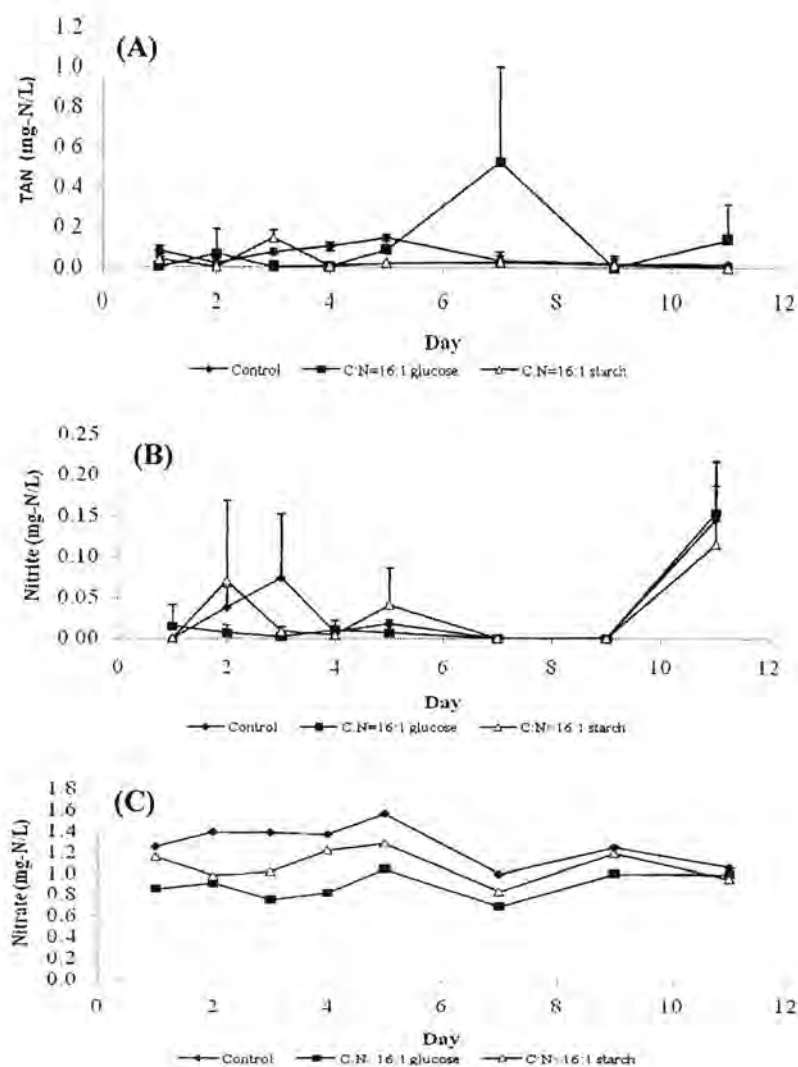 (A)
TAN (mg-N/L)
1.2
1.0
0.8
0.6
0.4
0.2
0.0
0 2 4 6 8 10 12
Day
Control C:N=16:1 glucose C:N=16:1 starch
(B)
Nitrite (mg-N/L)
0.25
0.20
0.15
0.10
0.05
0.00
0 2 4 6 8 10 12
Day
Control C:N=16:1 glucose C:N=16:1 starch
(C)
Nitrate (mg-N/L)
1.8
1.6
1.4
1.2
1.0
0.8
0.6
0.4
0.2
0.0
0 2 4 6 8 10 12
Day
Control C:N=16:1 glucose C:N=16:1 starch